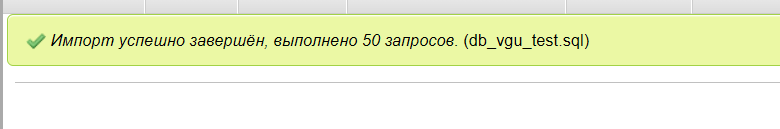 Импорт успешно завершён, выполнено 50 запросов. (db_vgu_test.sql)